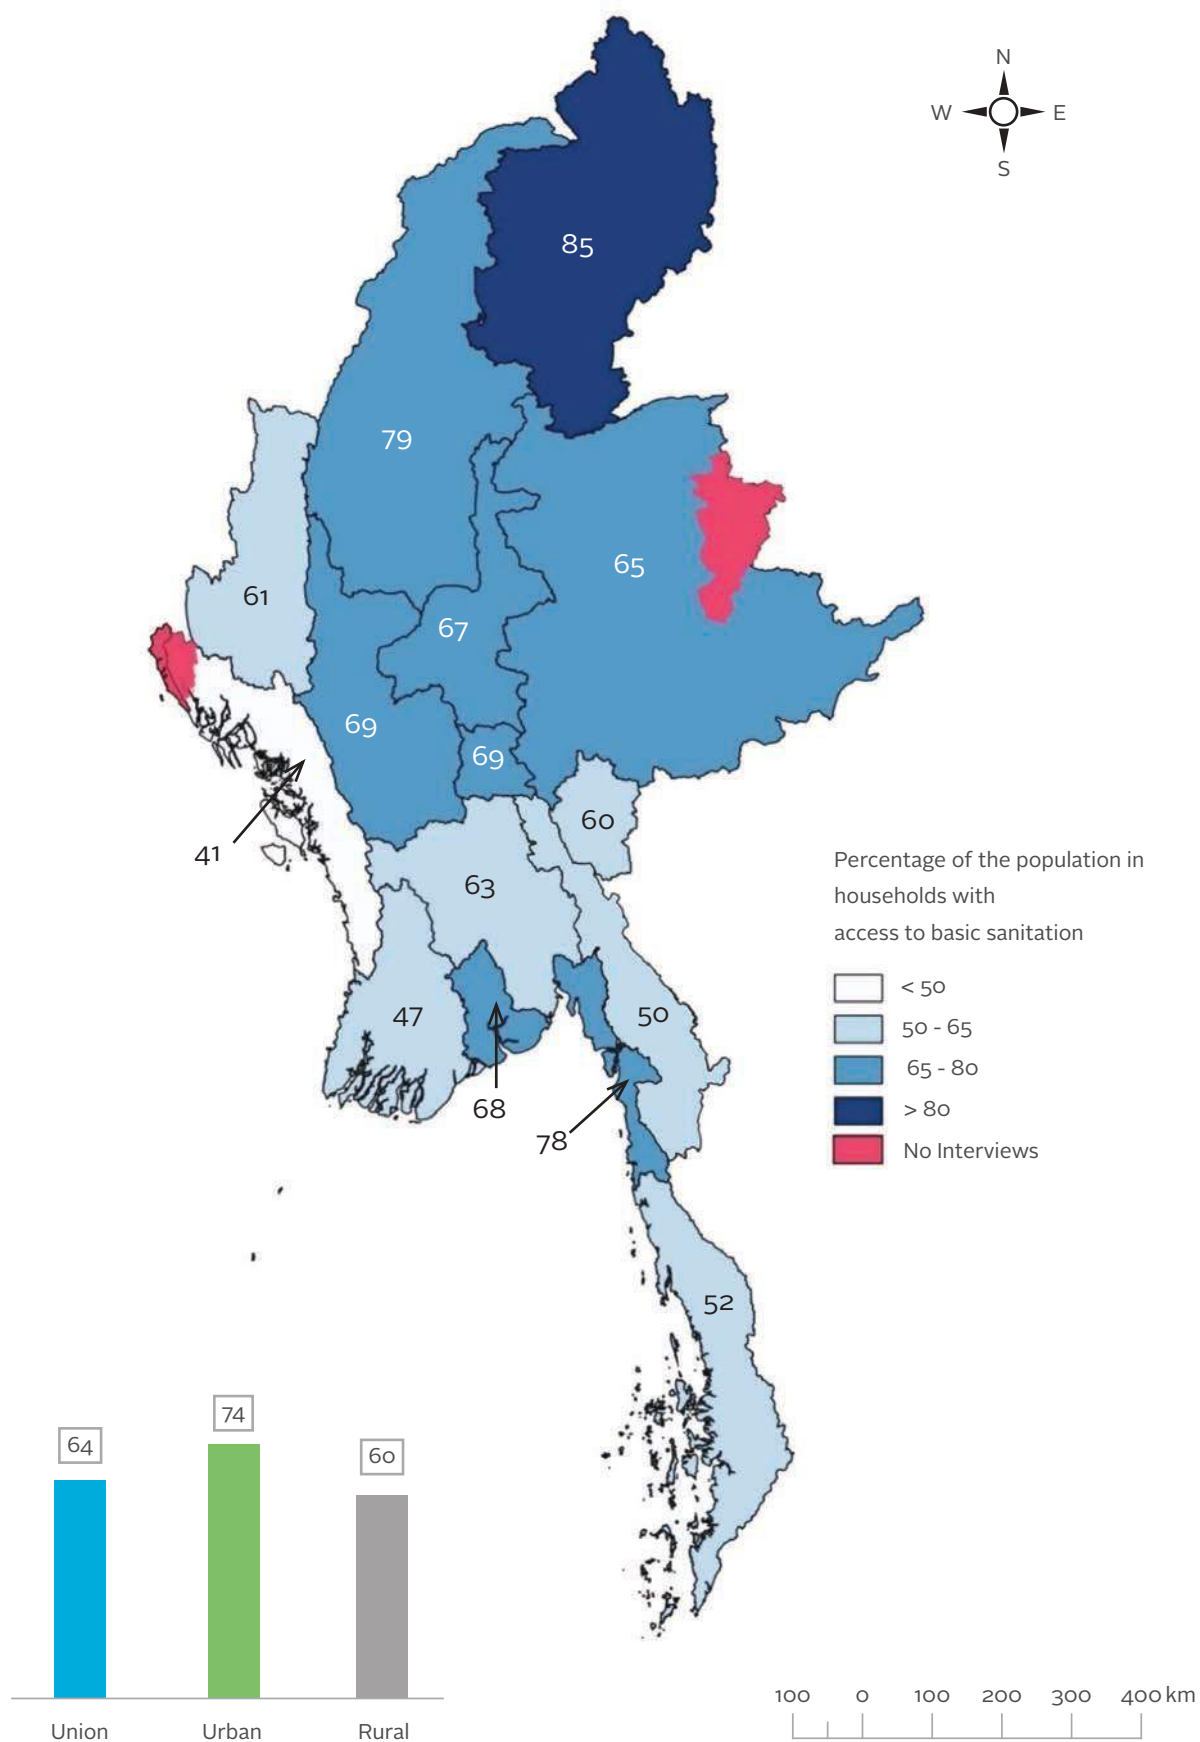 N
W E
S
85
79
65
61
67
69
69
41
60
63
47
50
68
78
52
Percentage of the population in
households with
access to basic sanitation
< 50
50 - 65
65 - 80
> 80
No Interviews
74
64
60
Union Urban Rural
100 0 100 200 300 400 km